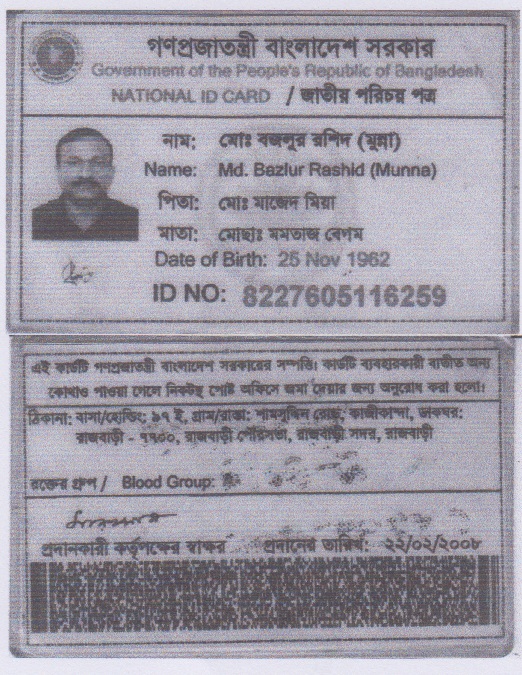 গণপ্রজাতন্ত্রী বাংলাদেশ সরকার
Government of the People's Republic of Bangladesh
NATIONAL ID CARD / জাতীয় পরিচয় পত্র
নাম: মোঃ বজলুর রশিদ (মুন্না)
Name: Md. Bazlur Rashid (Munna)
পিতা: মোঃ মাজেদ মিয়া
মাতা: মোছাঃ মমতাজ বেগম
Date of Birth: 25 Nov 1962
ID NO: 8227605116259
এই কার্ডটি গণপ্রজাতন্ত্রী বাংলাদেশ সরকারের সম্পত্তি। কার্ডটি ব্যবহারকারী ব্যতীত অন্য
কোথাও পাওয়া গেলে নিকটস্থ পোষ্ট অফিসে জমা দেয়ার জন্য অনুরোধ করা হলো।
ঠিকানা: বাসা/হোল্ডিং: ৯৭ ই, গ্রাম/রাস্তা: শামসুদ্দিন রোড, কাজীকান্দা, ডাকঘর:
রাজবাড়ী - ৭৭০০, রাজবাড়ী পৌরসভা, রাজবাড়ী সদর, রাজবাড়ী
রক্তের গ্রুপ / Blood Group:
প্রদানকারী কর্তৃপক্ষের স্বাক্ষর প্রদানের তারিখ: ২২/০২/২০০৮